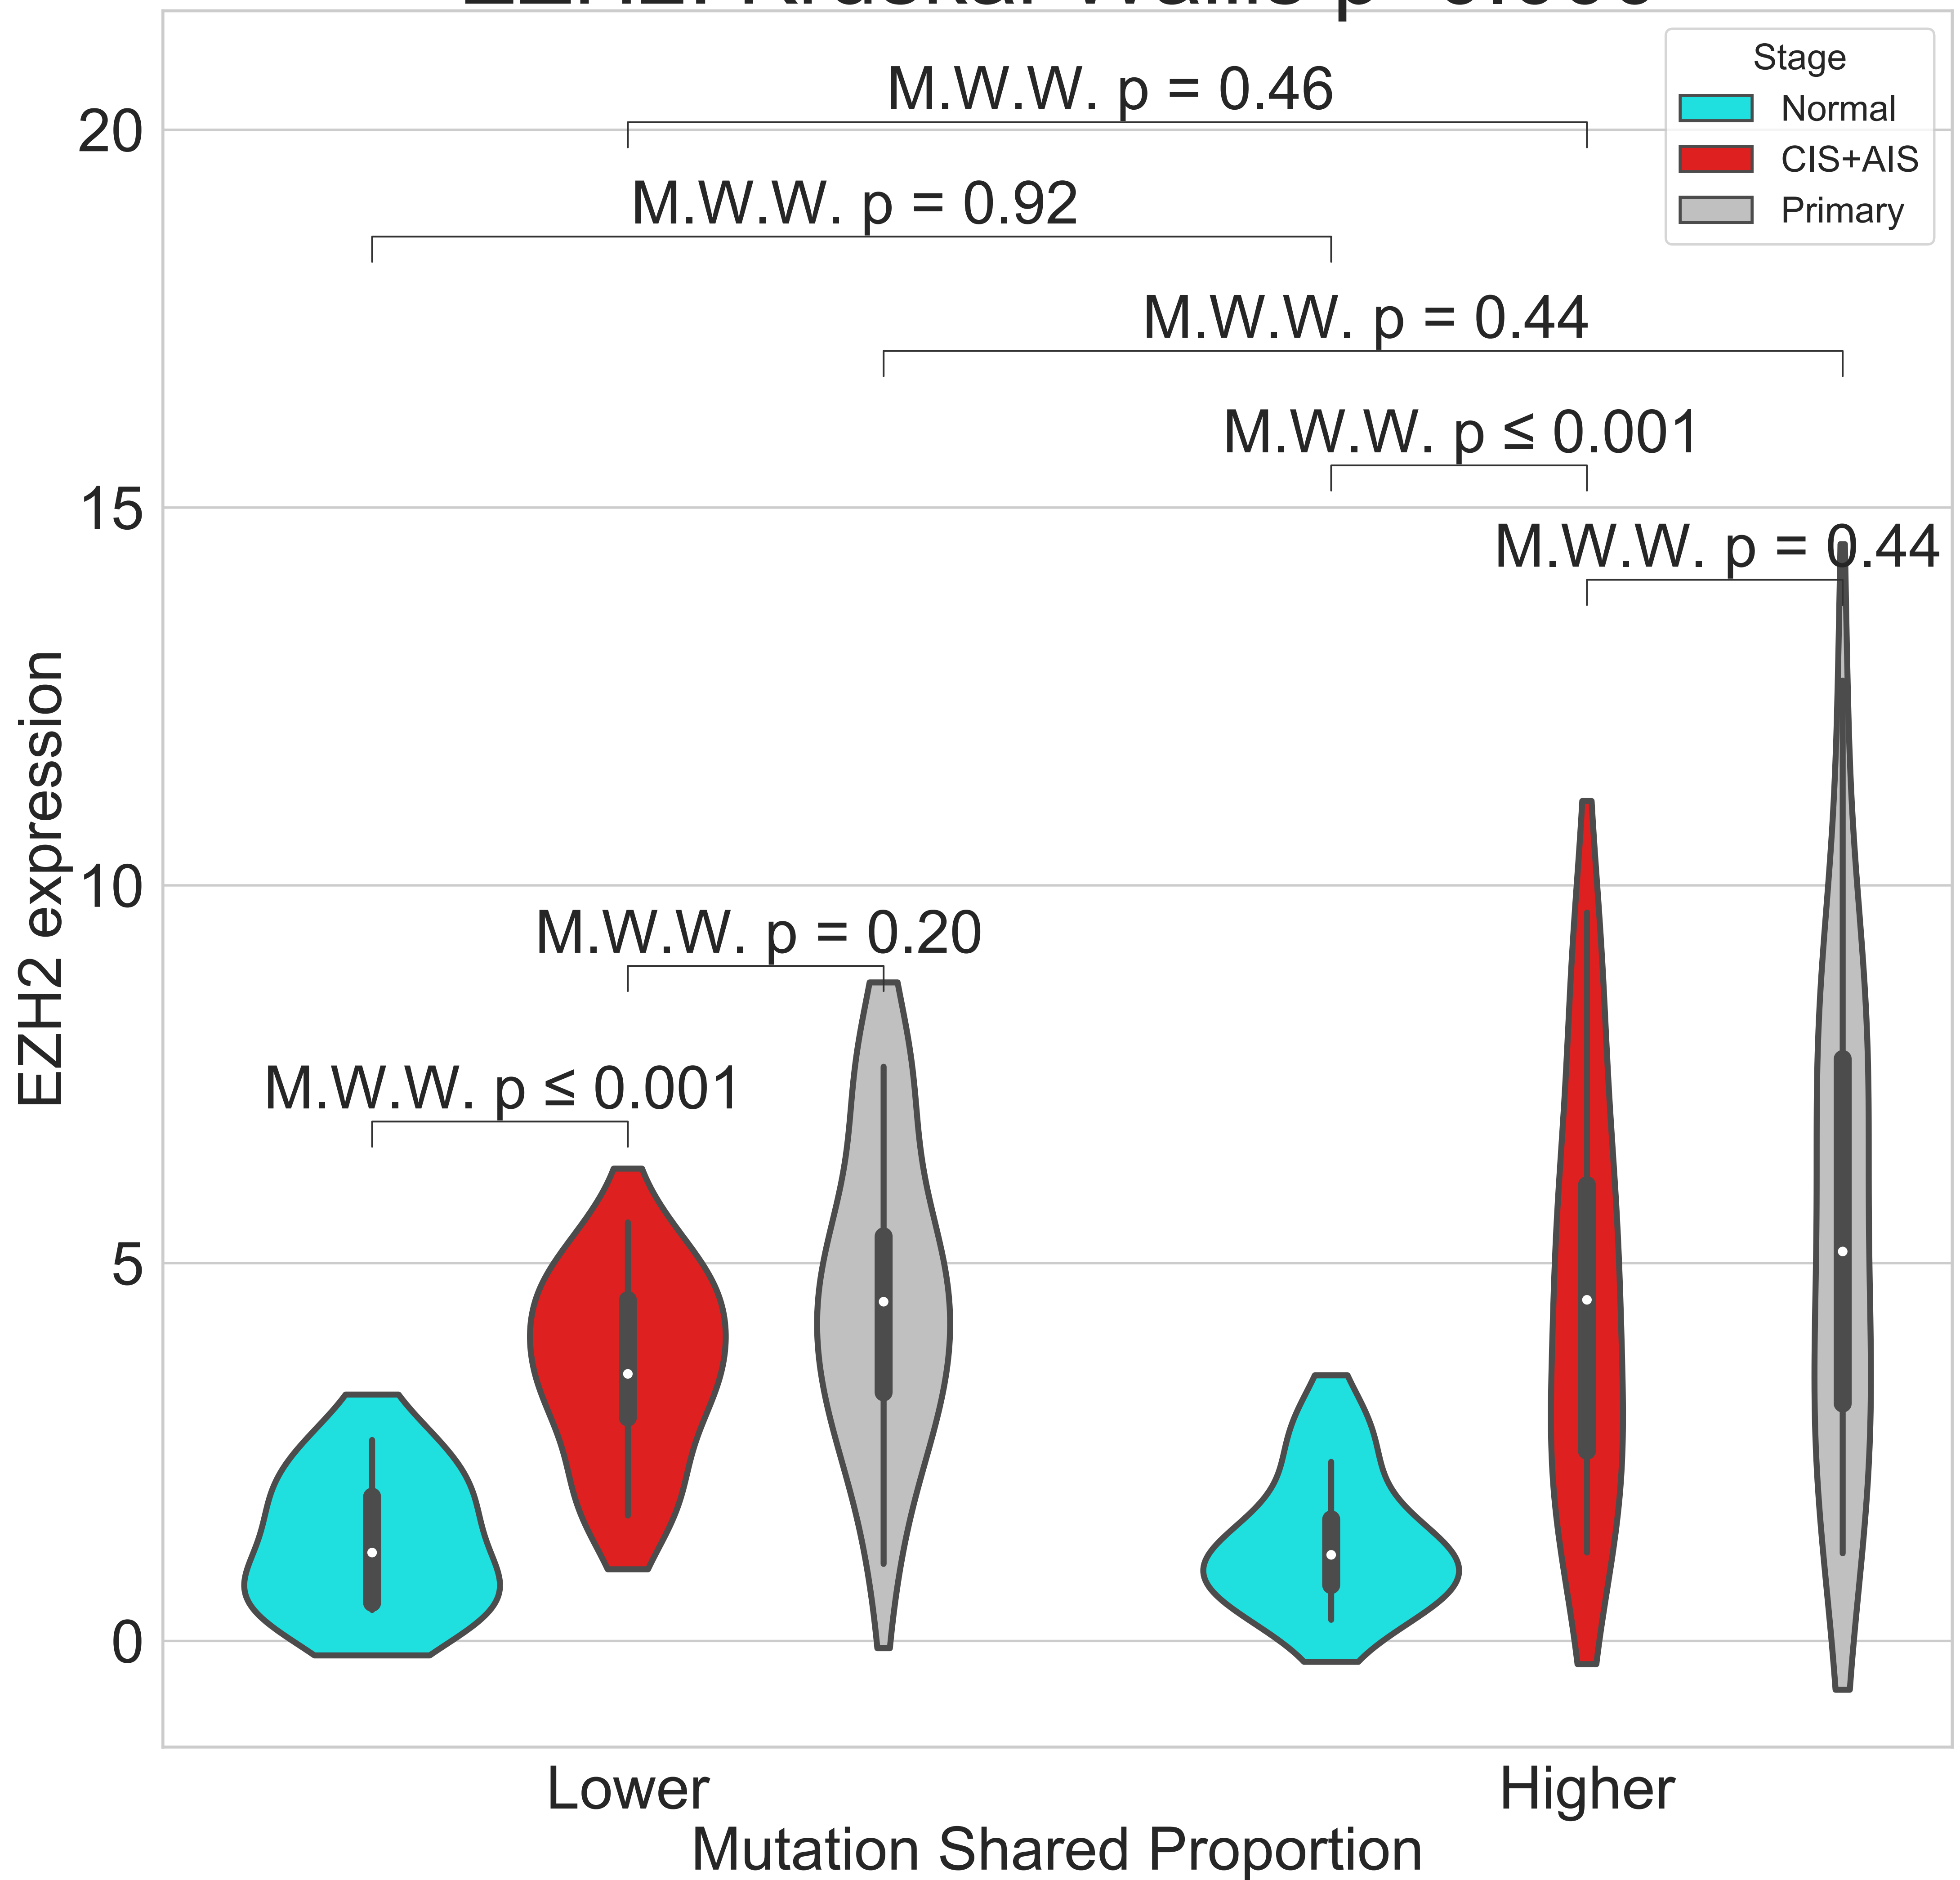 Stage
Normal
CIS+AIS
Primary
M.W.W. p = 0.46
M.W.W. p = 0.92
M.W.W. p = 0.44
M.W.W. p ≤ 0.001
M.W.W. p = 0.44
M.W.W. p = 0.20
M.W.W. p ≤ 0.001
20
15
10
5
0
EZH2 expression
Lower
Higher
Mutation Shared Proportion